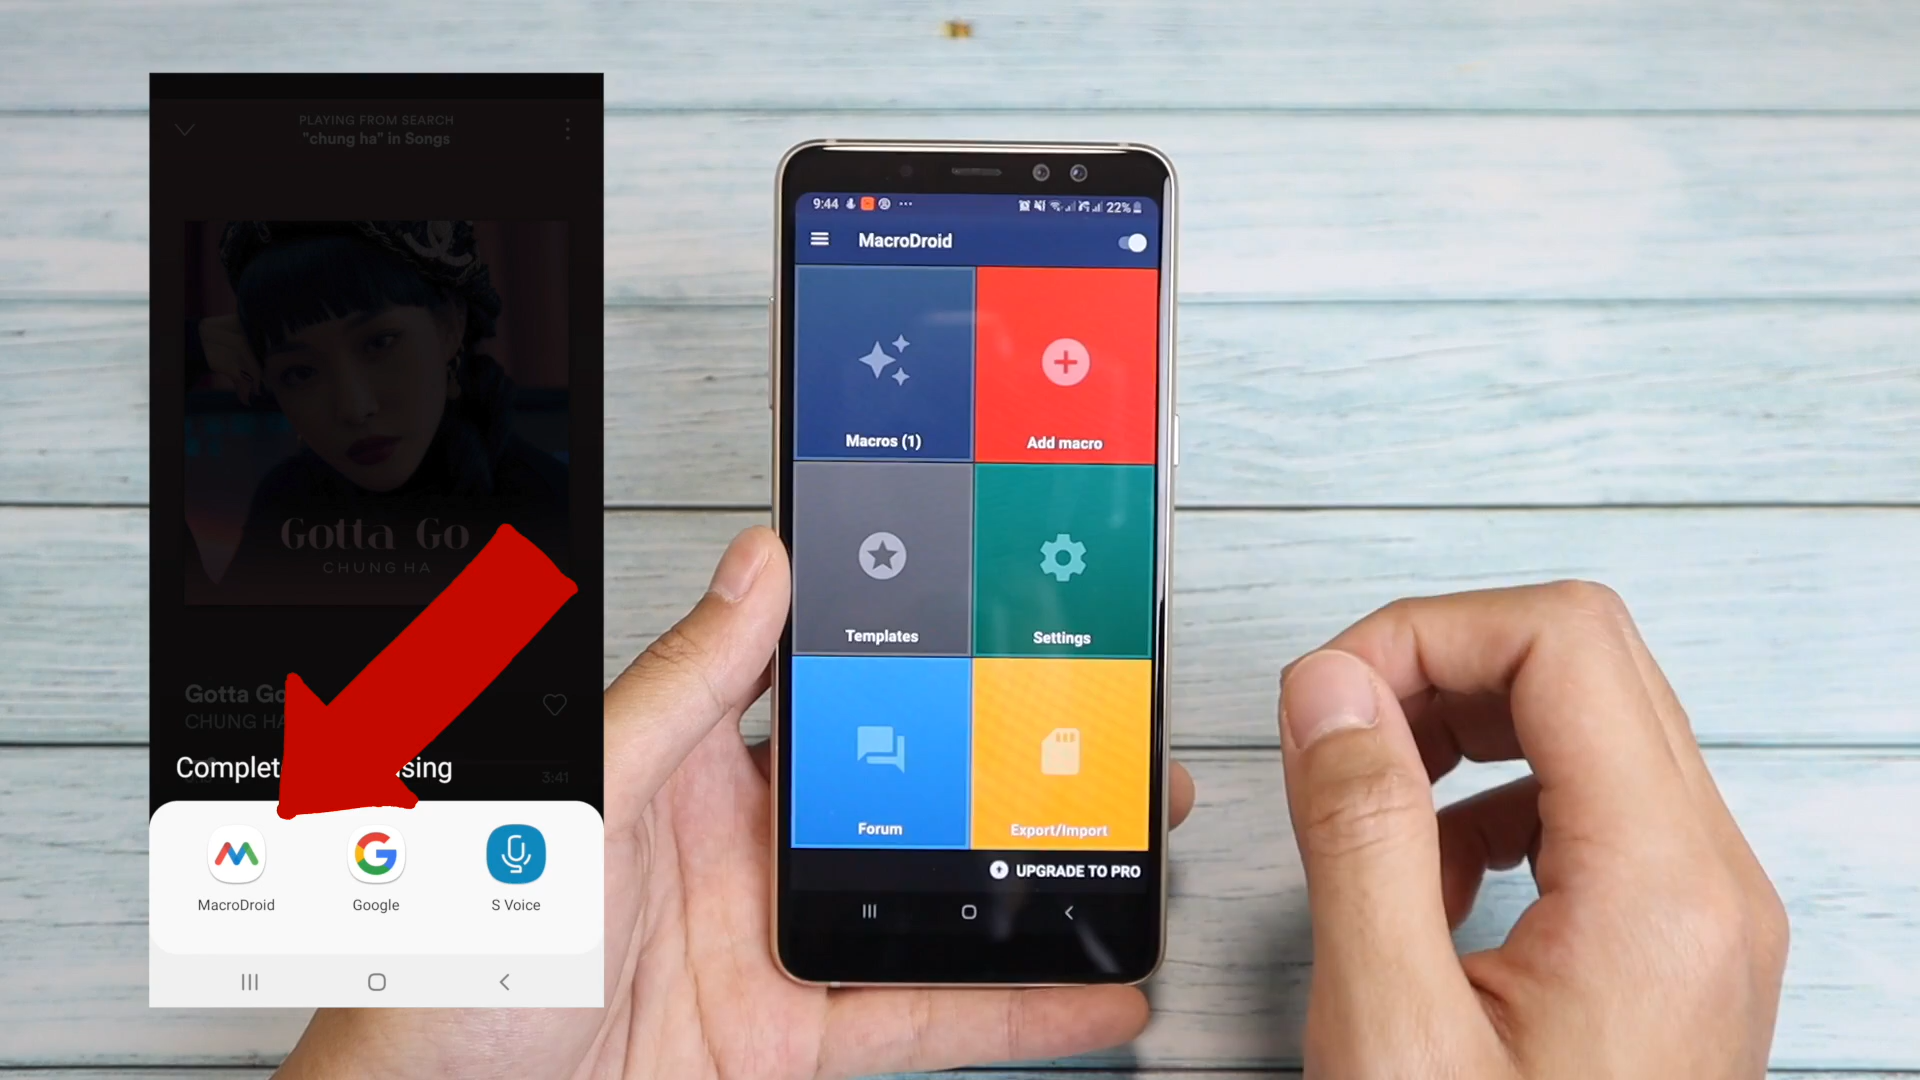 PLAYING FROM SEARCH
"chung ha" in Songs
Gotta Go
CHUNG HA
Gotta Go
CHUNG HA
3:41
MacroDroid
Google
S Voice
9:44
22%
MacroDroid
Macros (1)
Add macro
Templates
Settings
Forum
Export/Import
UPGRADE TO PRO